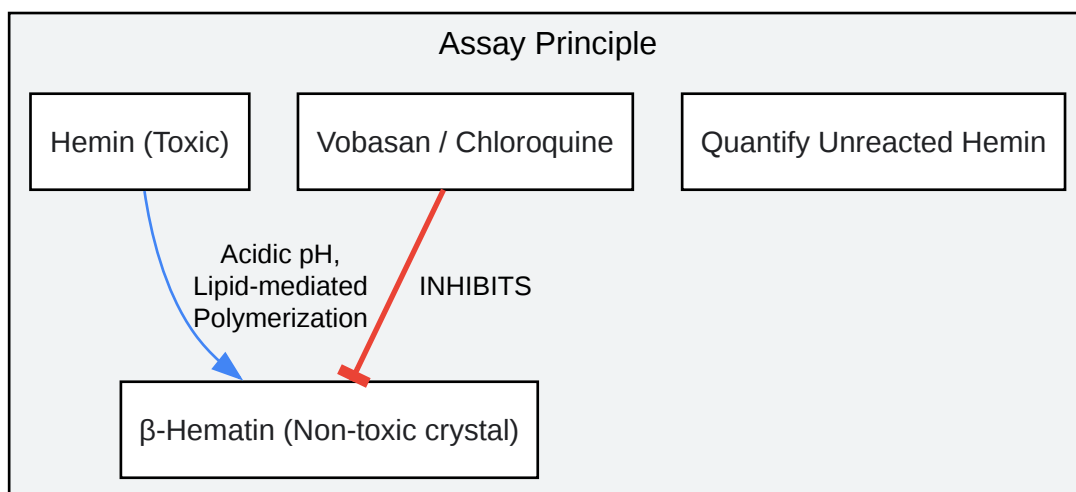 Assay Principle
Hemin (Toxic)
Vobasan / Chloroquine
Quantify Unreacted Hemin
Acidic pH,
Lipid-mediated
Polymerization
INHIBITS
β-Hematin (Non-toxic crystal)